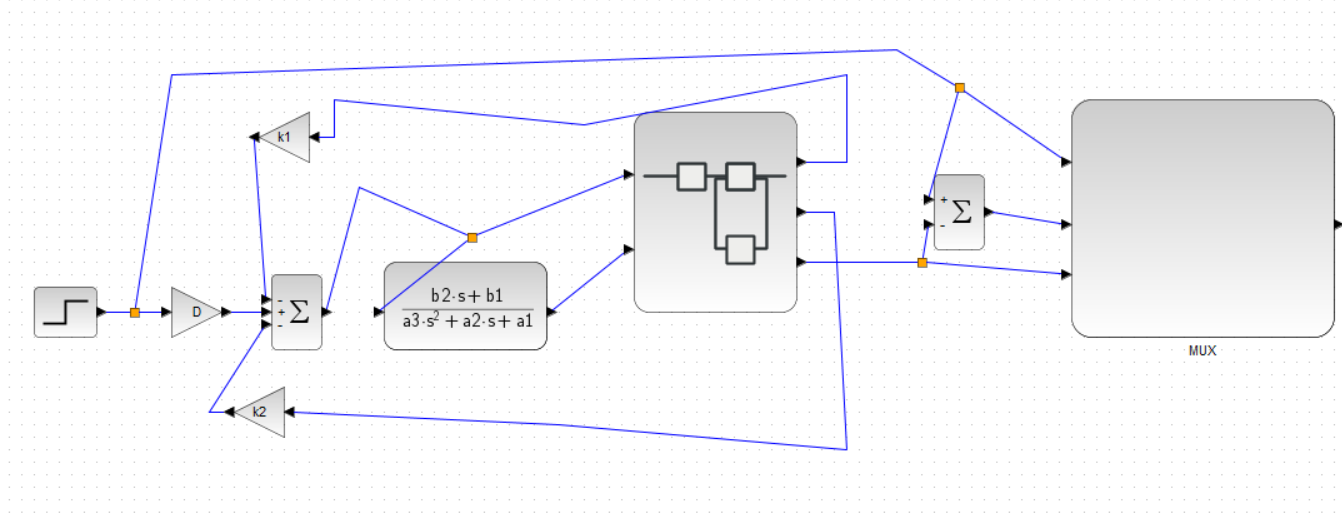 k1
+
Σ
-
b2·s+ b1
a3·s² + a2·s+ a1
D
-
+
Σ
-
MUX
k2